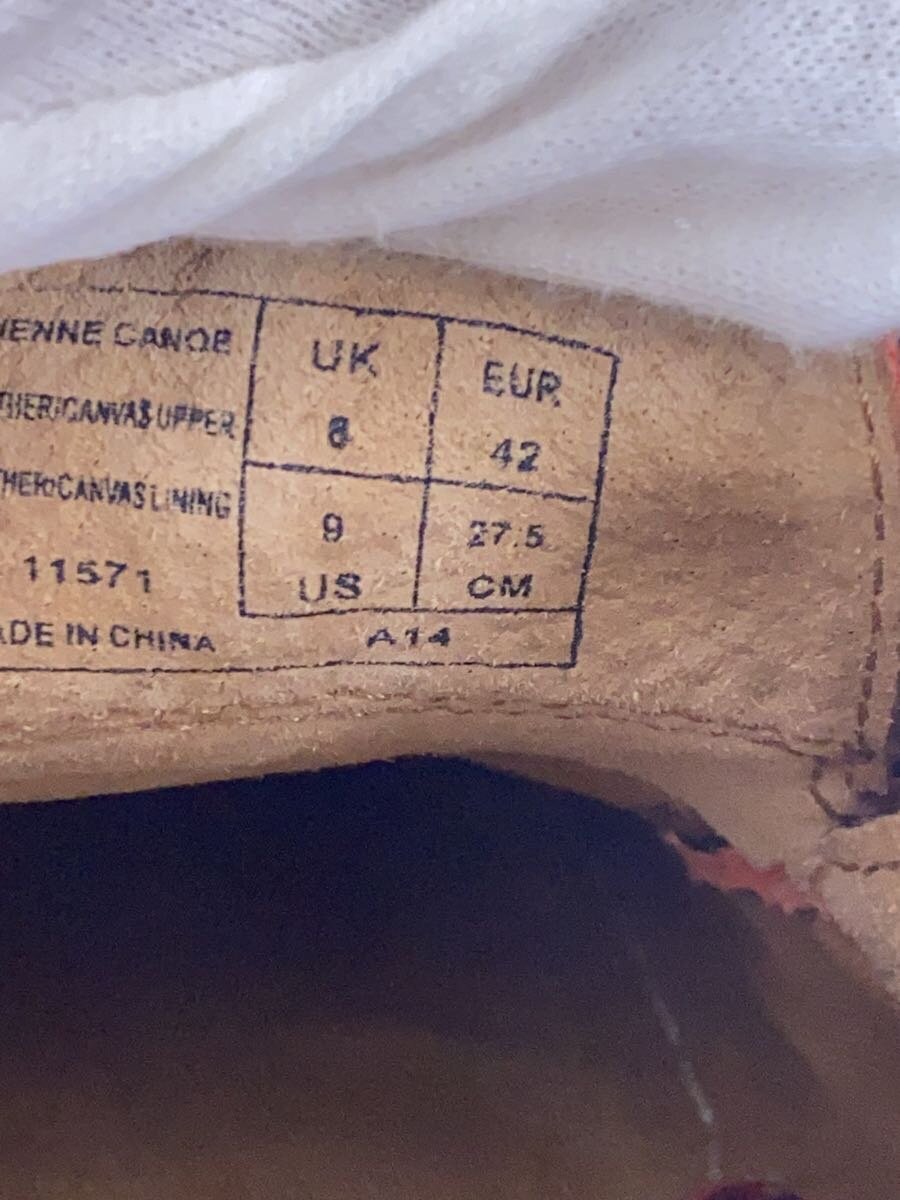 IENNE CANOE
THER/CANVAS UPPER
THER/CANVAS LINING
11571
ADE IN CHINA
UK
8
EUR
42
9
US
27.5
CM
A14